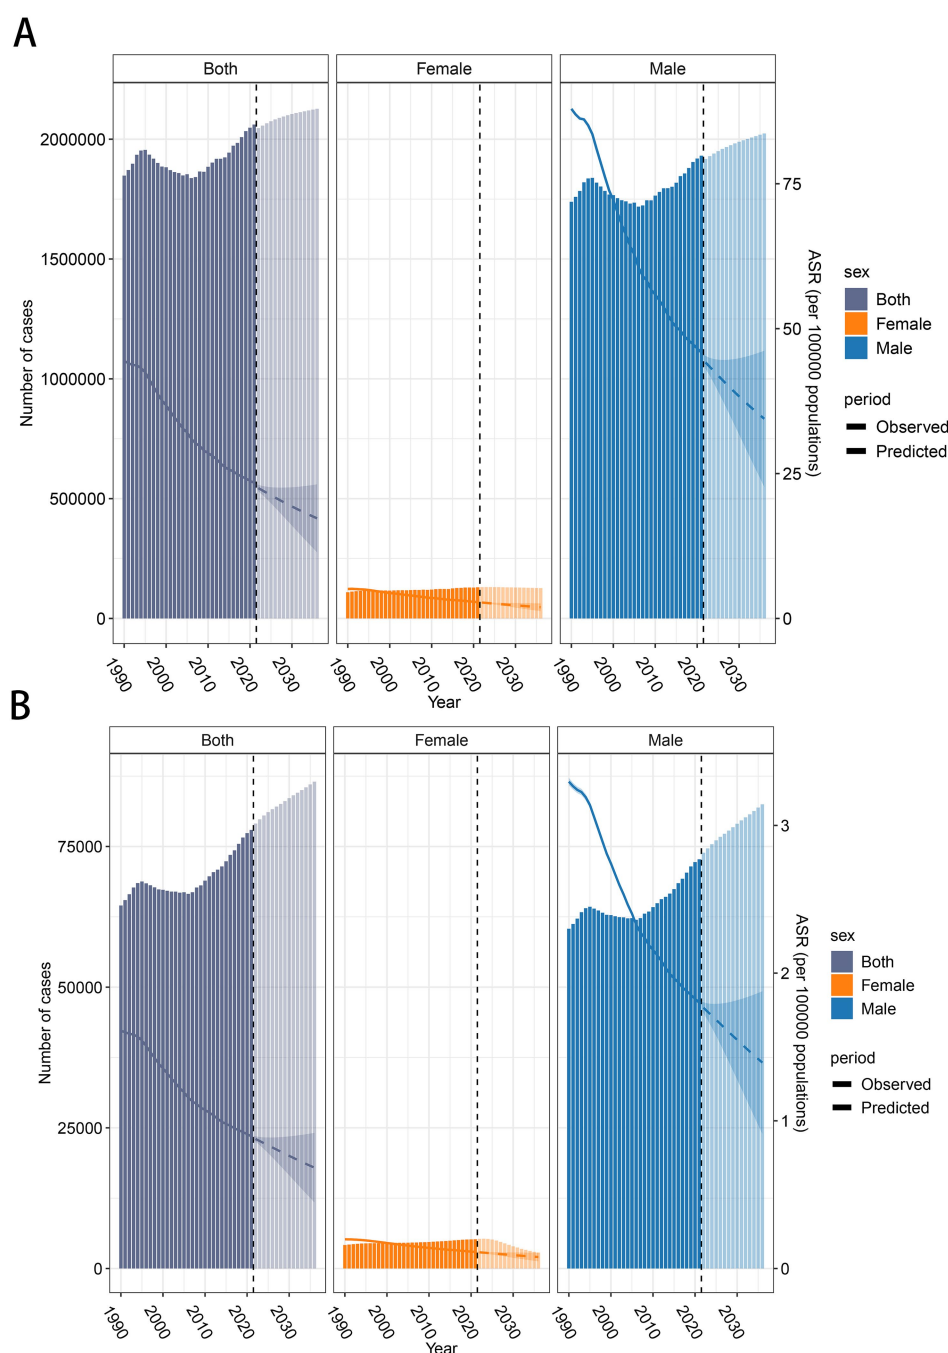 A
Both Female Male
2000000
1500000
1000000
500000
0
Number of cases
75
50
25
0
ASR (per 100000 populations)
1990 2000 2010 2020 2030 1990 2000 2010 2020 2030 1990 2000 2010 2020 2030
Year
sex
Both
Female
Male
period
Observed
Predicted
B
Both Female Male
75000
50000
25000
0
Number of cases
3
2
1
0
ASR (per 100000 populations)
1990 2000 2010 2020 2030 1990 2000 2010 2020 2030 1990 2000 2010 2020 2030
Year
sex
Both
Female
Male
period
Observed
Predicted